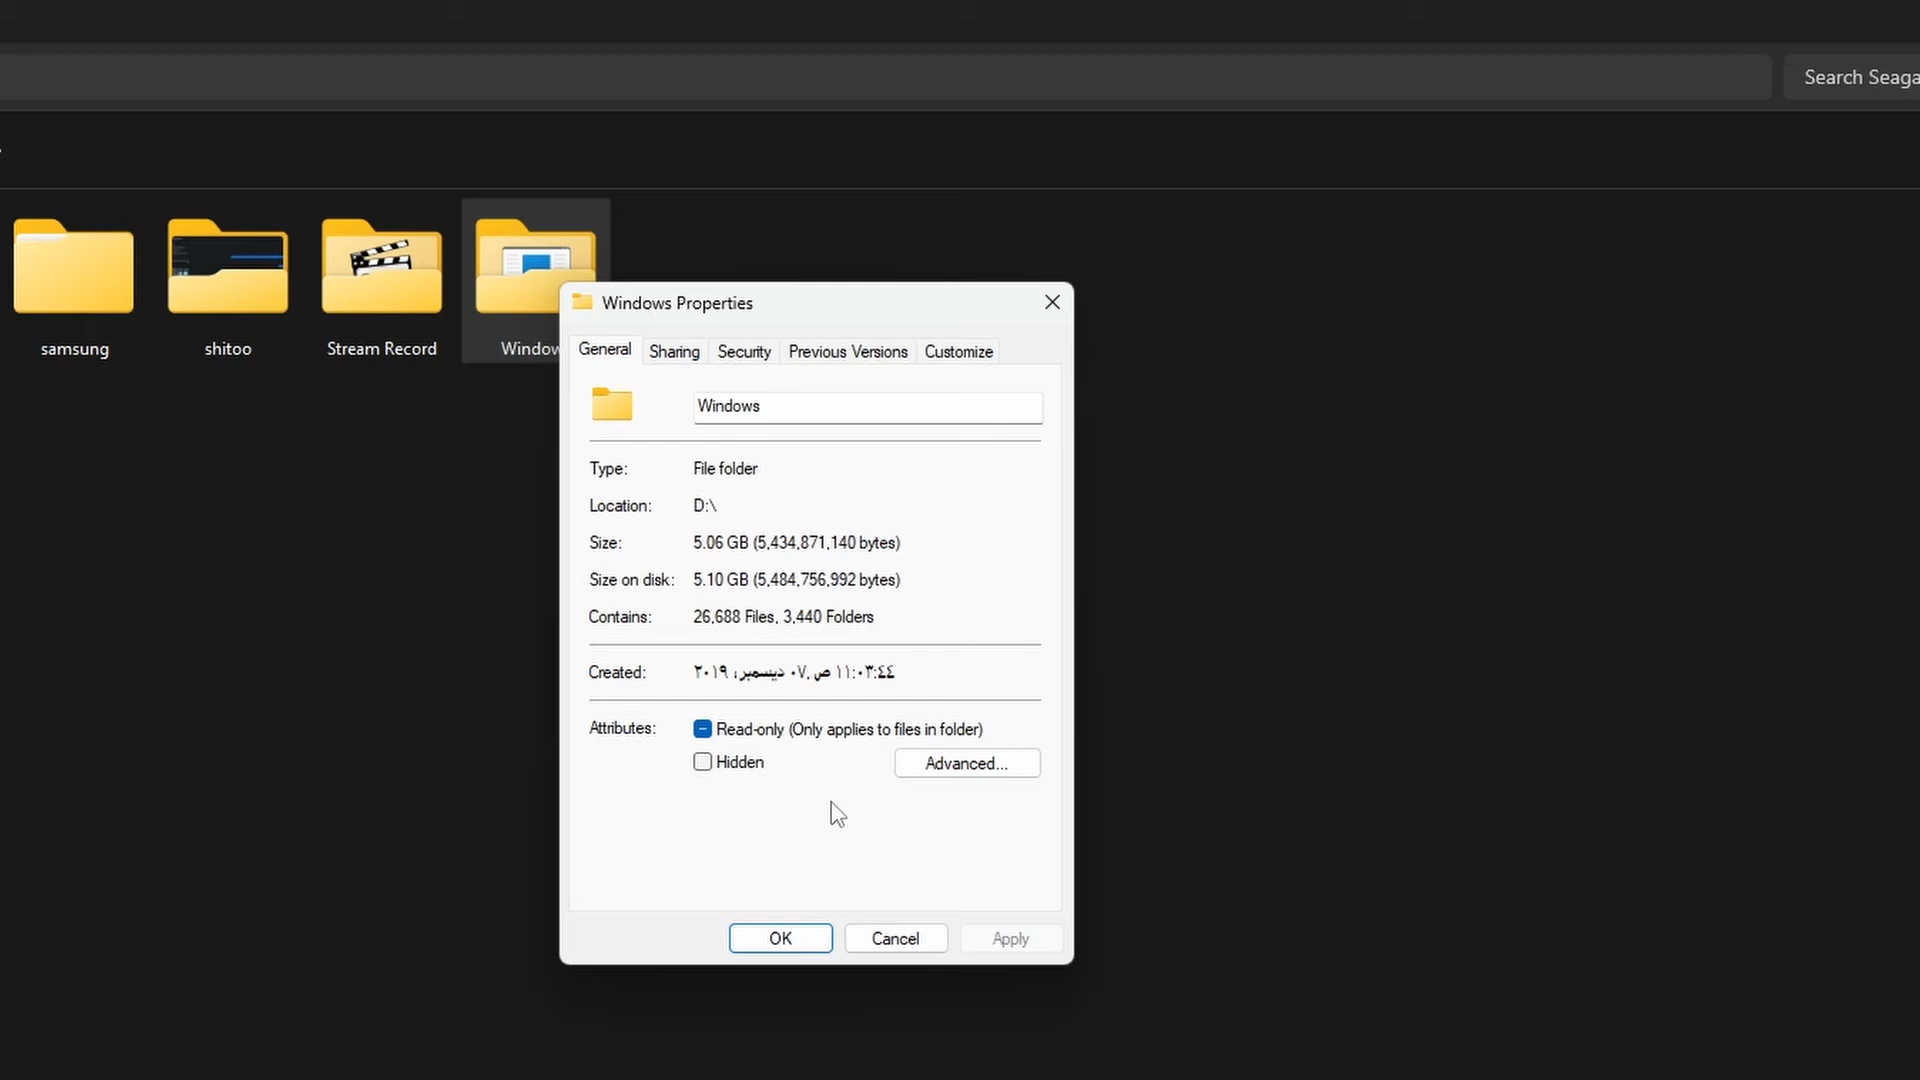 Search Seaga
samsung
shitoo
Stream Record
Window
Windows Properties
General
Sharing
Security
Previous Versions
Customize
Windows
Type: File folder
Location: D:\
Size: 5.06 GB (5,434,871,140 bytes)
Size on disk: 5.10 GB (5,484,756,992 bytes)
Contains: 26,688 Files, 3,440 Folders
Created: ١١:٠٣:٤٤ ص ,٠٧ ديسمبر، ٢٠١٩
Attributes: Read-only (Only applies to files in folder)
Hidden
Advanced...
OK
Cancel
Apply